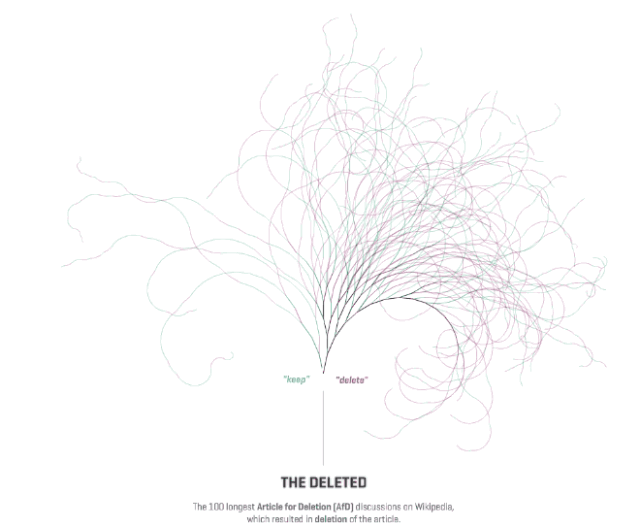 "keep" "delete"
THE DELETED
The 100 longest Article for Deletion [AfD] discussions on Wikipedia,
which resulted in deletion of the article.